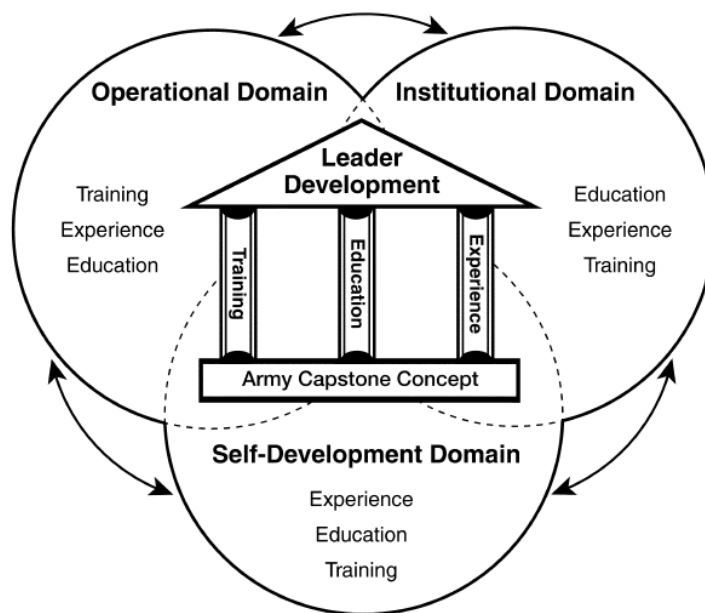 Operational Domain
Institutional Domain
Leader
Development
Training
Experience
Education
Education
Experience
Training
Training
Education
Experience
Army Capstone Concept
Self-Development Domain
Experience
Education
Training